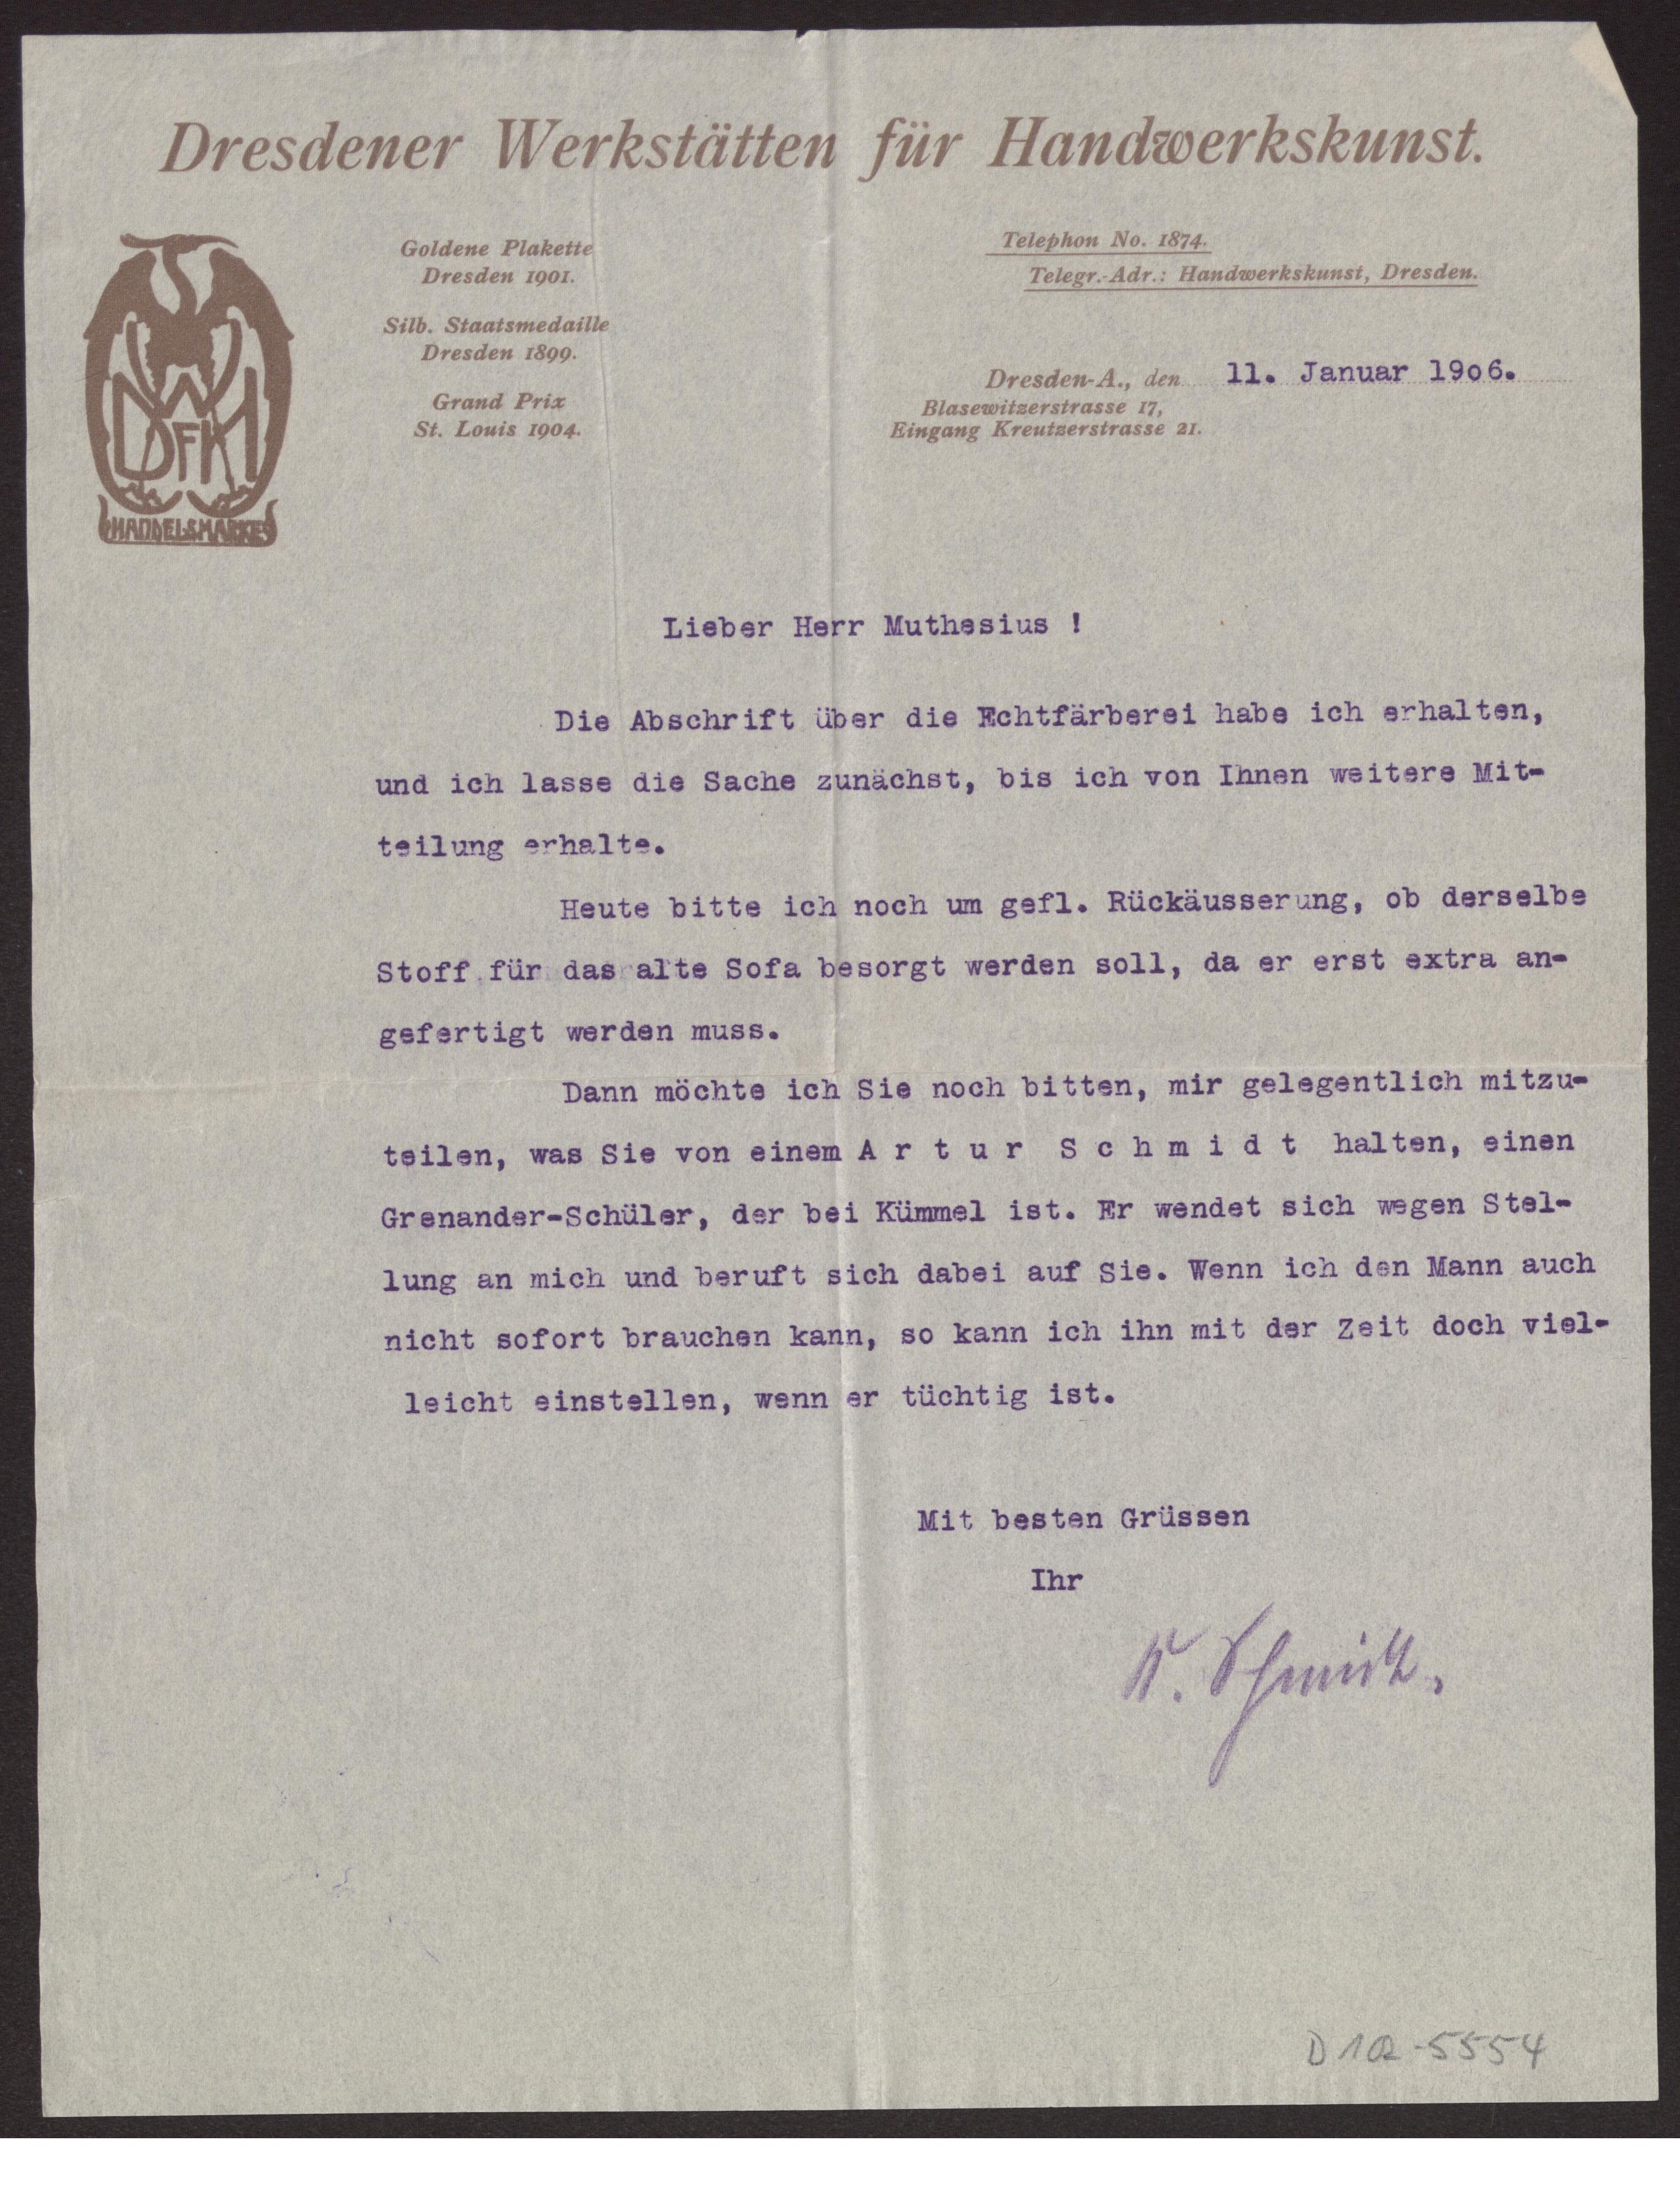 Dresdener Werkstätten für Handwerkskunst.
DWFHK
HANDELSMARKE
Goldene Plakette
Dresden 1901.
Silb. Staatsmedaille
Dresden 1899.
Grand Prix
St. Louis 1904.
Telephon No. 1874.
Telegr.-Adr.: Handwerkskunst, Dresden.
Dresden-A., den 11. Januar 19o6.
Blasewitzerstrasse 17,
Eingang Kreutzerstrasse 21.
Lieber Herr Muthesius !
Die Abschrift über die Echtfärberei habe ich erhalten,
und ich lasse die Sache zunächst, bis ich von Ihnen weitere Mit-
teilung erhalte.
Heute bitte ich noch um gefl. Rückäusserung, ob derselbe
Stoff für das alte Sofa besorgt werden soll, da er erst extra an-
gefertigt werden muss.
Dann möchte ich Sie noch bitten, mir gelegentlich mitzu-
teilen, was Sie von einem A r t u r S c h m i d t halten, einen
Grenander-Schüler, der bei Kümmel ist. Er wendet sich wegen Stel-
lung an mich und beruft sich dabei auf Sie. Wenn ich den Mann auch
nicht sofort brauchen kann, so kann ich ihn mit der Zeit doch viel-
leicht einstellen, wenn er tüchtig ist.
Mit besten Grüssen
Ihr
K. Schmidt.
D 102-5554